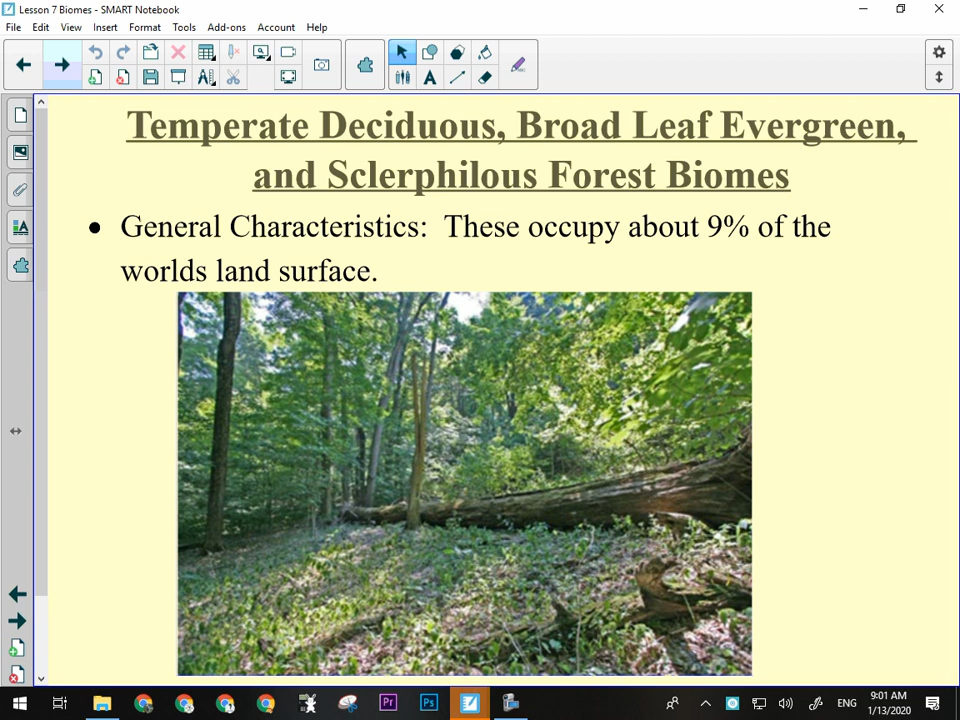 Lesson 7 Biomes - SMART Notebook
File Edit View Insert Format Tools Add-ons Account Help
Temperate Deciduous, Broad Leaf Evergreen,
and Sclerphilous Forest Biomes
• General Characteristics: These occupy about 9% of the
worlds land surface.
Pr Ps ENG
9:01 AM
1/13/2020